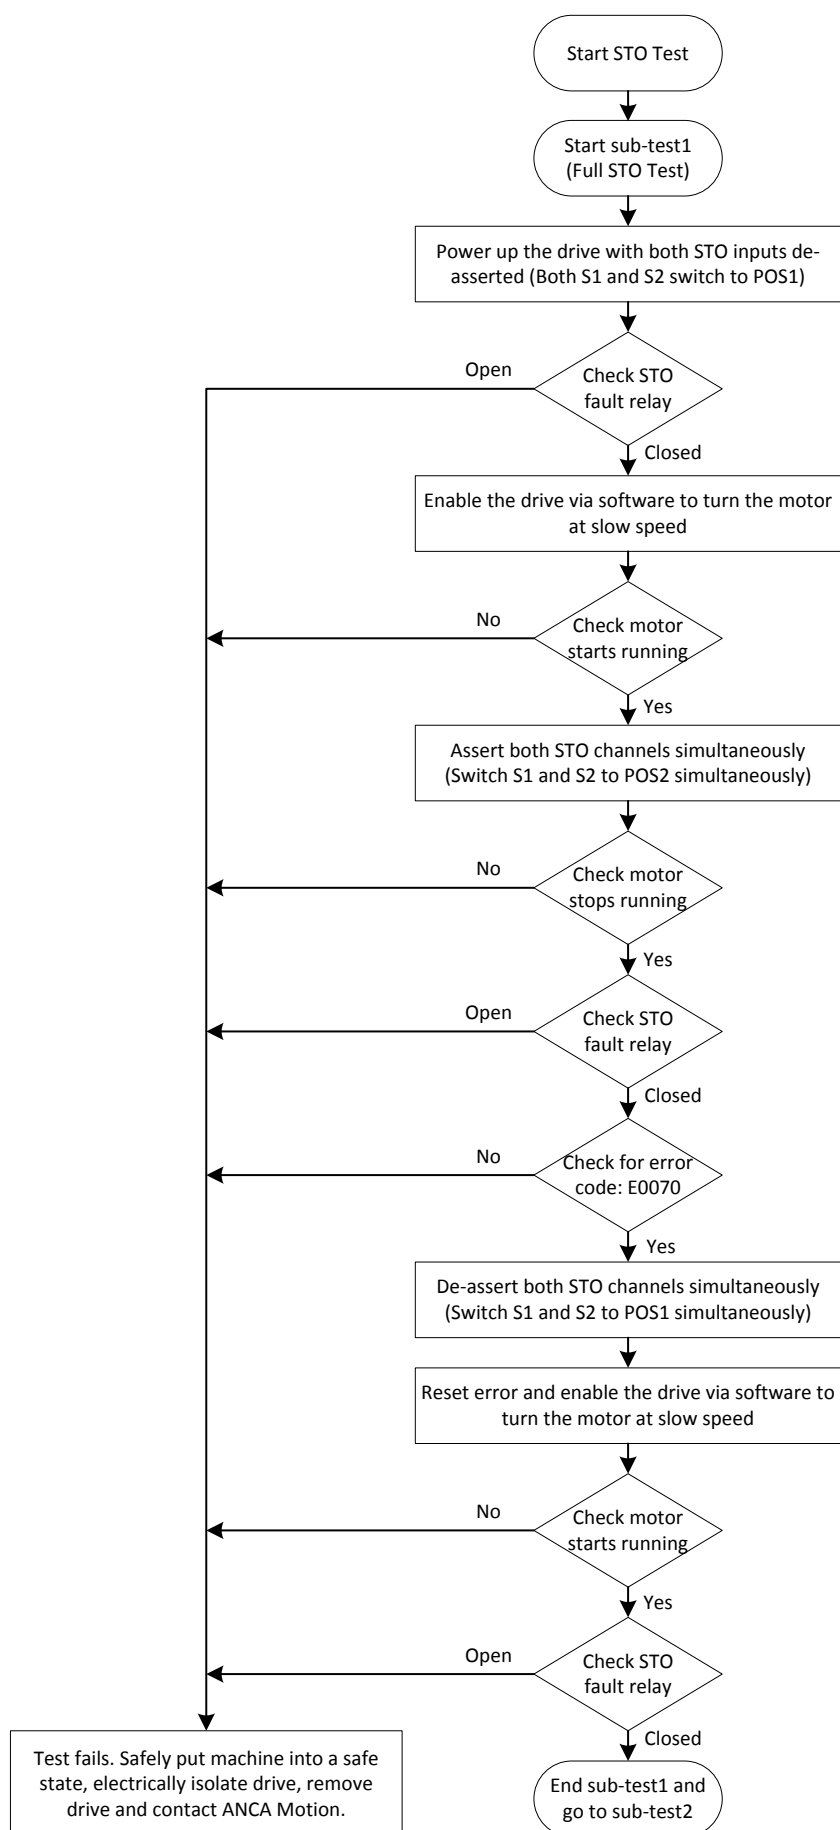 Start STO Test
Start sub-test1
(Full STO Test)
Power up the drive with both STO inputs de-
asserted (Both S1 and S2 switch to POS1)
Open
Check STO
fault relay
Closed
Enable the drive via software to turn the motor
at slow speed
No
Check motor
starts running
Yes
Assert both STO channels simultaneously
(Switch S1 and S2 to POS2 simultaneously)
No
Check motor
stops running
Yes
Open
Check STO
fault relay
Closed
No
Check for error
code: E0070
Yes
De-assert both STO channels simultaneously
(Switch S1 and S2 to POS1 simultaneously)
Reset error and enable the drive via software to
turn the motor at slow speed
No
Check motor
starts running
Yes
Open
Check STO
fault relay
Closed
Test fails. Safely put machine into a safe
state, electrically isolate drive, remove
drive and contact ANCA Motion.
End sub-test1 and
go to sub-test2